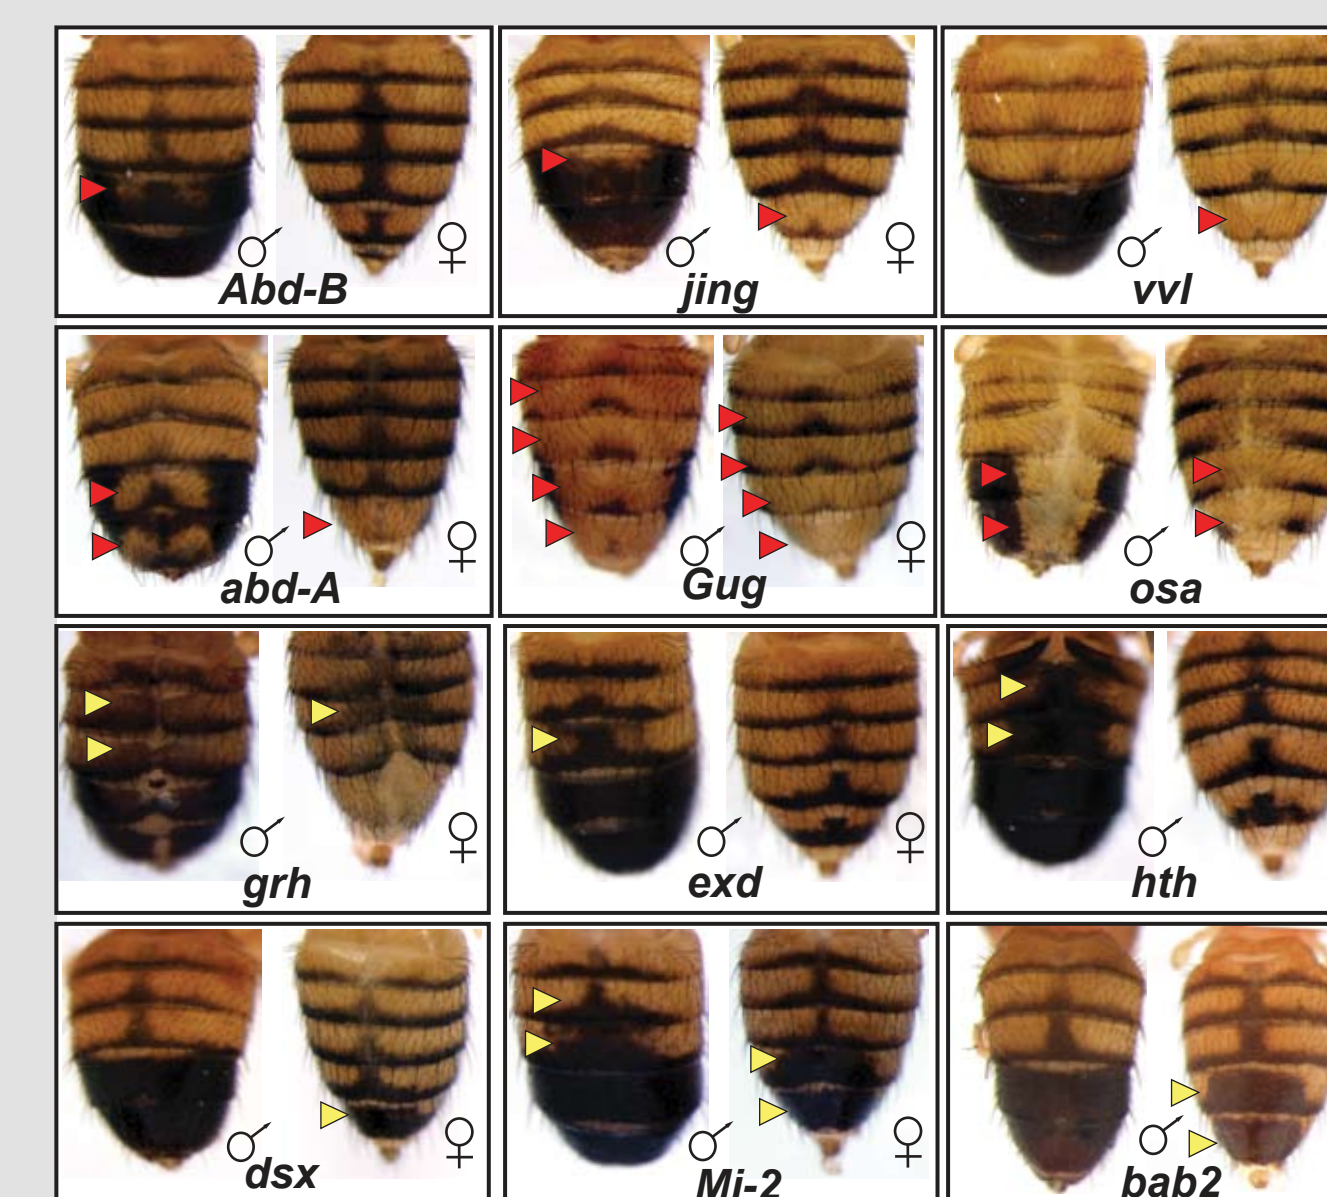 ♂ ♀
Abd-B
♂ ♀
jing
♂
vvl
♂ ♀
abd-A
♂ ♀
Gug
♂
osa
♂ ♀
grh
♂ ♀
exd
♂
hth
♂ ♀
dsx
♂ ♀
Mi-2
♂
bab2